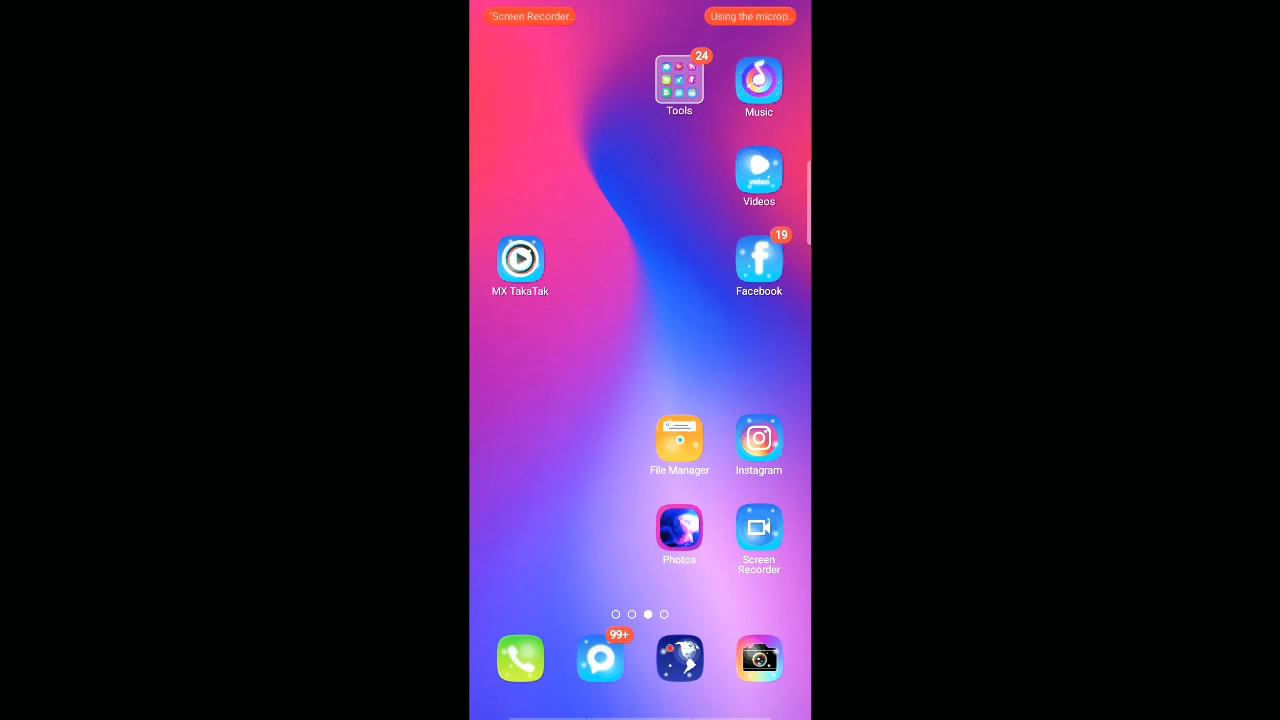 "Screen Recorder...
Using the microp...
24
Tools
Music
video
Videos
19
MX TakaTak
Facebook
File Manager
Instagram
Photos
Screen
Recorder
99+